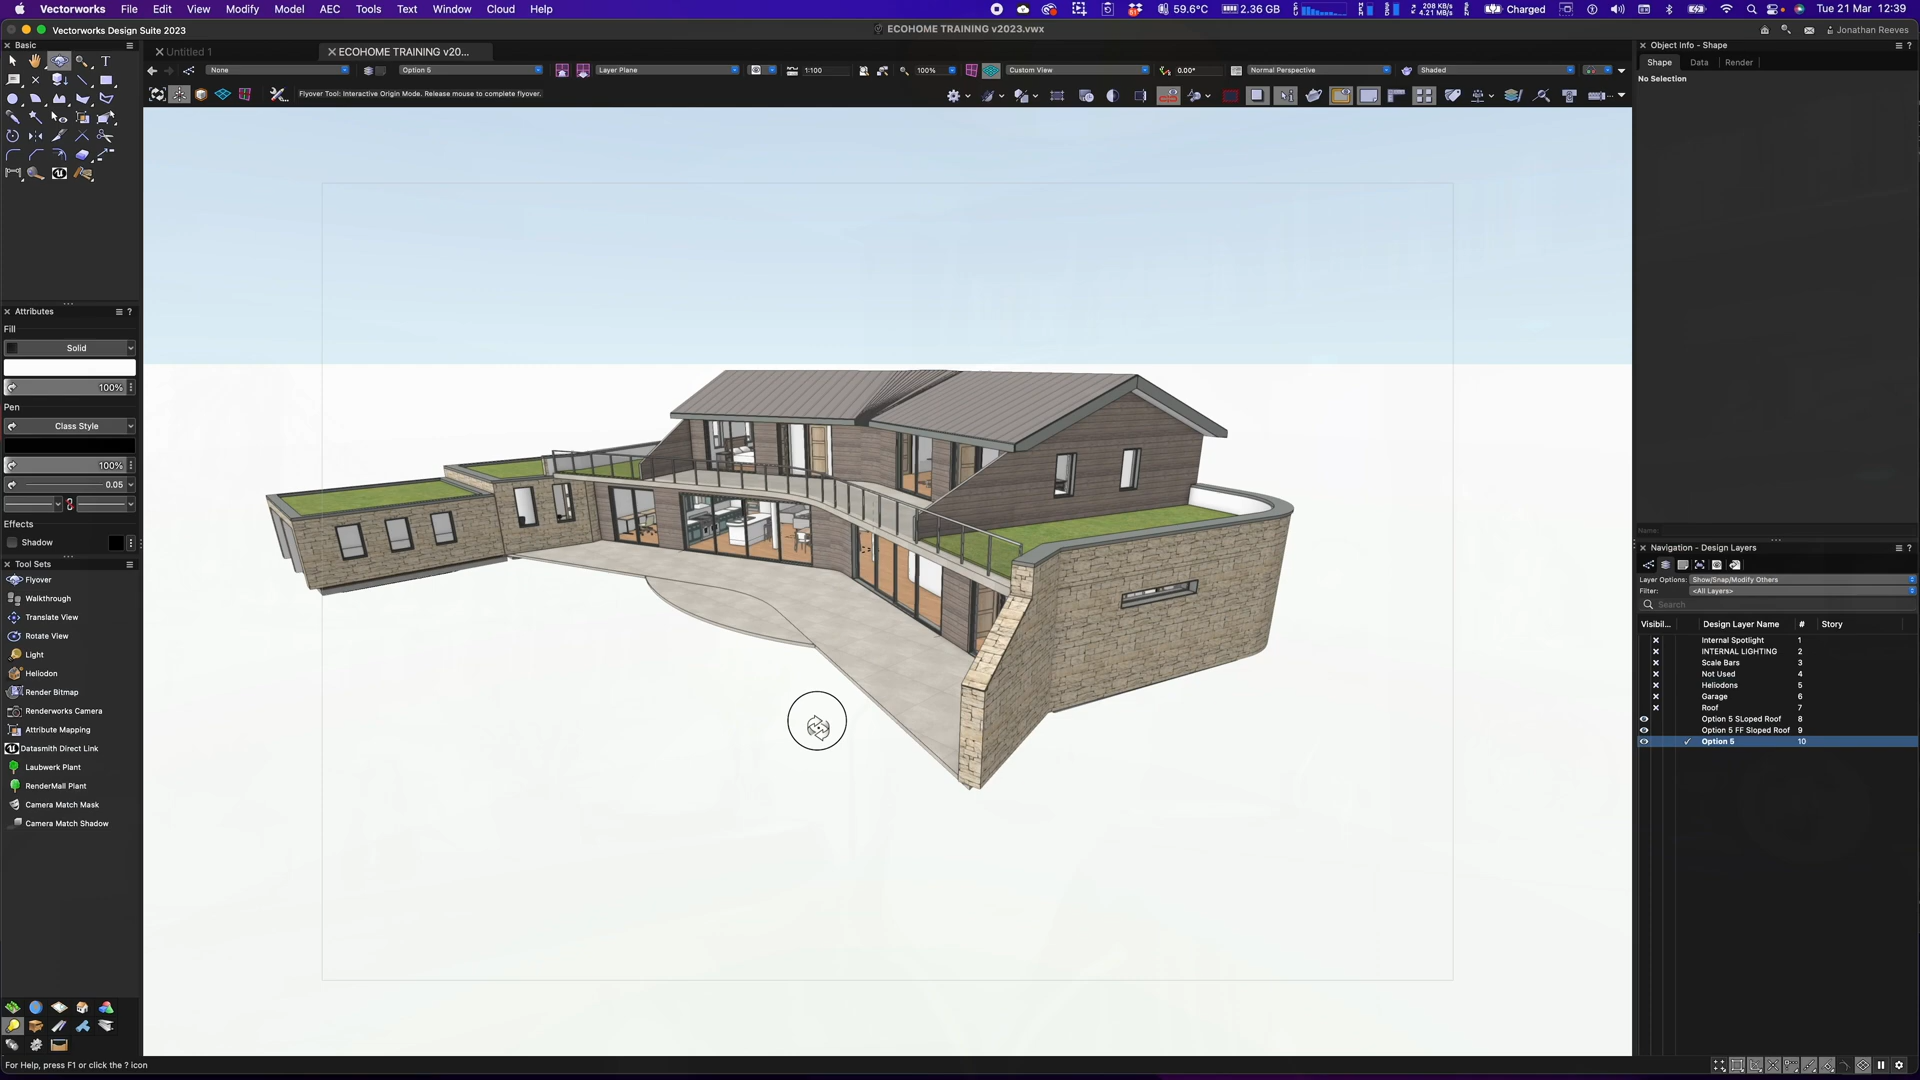 Vectorworks File Edit View Modify Model AEC Tools Text Window Cloud Help 59.6°C 2.36 GB 208 KB/s 4.21 MB/s Charged Tue 21 Mar 12:39
Vectorworks Design Suite 2023 ECOHOME TRAINING v2023.vwx Jonathan Reeves
Basic Untitled 1 ECOHOME TRAINING v20... Object Info - Shape
Shape Data Render
None Option 5 Layer Plane 1:100 100% Custom View 0.00° Normal Perspective Shaded
No Selection
Flyover Tool: Interactive Origin Mode. Release mouse to complete flyover.
Attributes
Fill
Solid
100%
Pen
Class Style
100%
0.05
Effects
Shadow
Tool Sets
Flyover
Walkthrough
Translate View
Rotate View
Light
Heliodon
Render Bitmap
Renderworks Camera
Attribute Mapping
Datasmith Direct Link
Laubwerk Plant
RenderMall Plant
Camera Match Mask
Camera Match Shadow
Name:
Navigation - Design Layers
Layer Options: Show/Snap/Modify Others
Filter: <All Layers>
Search
Visibil... Design Layer Name # Story
Internal Spotlight 1
INTERNAL LIGHTING 2
Scale Bars 3
Not Used 4
Heliodons 5
Garage 6
Roof 7
Option 5 SLoped Roof 8
Option 5 FF Sloped Roof 9
Option 5 10
For Help, press F1 or click the ? icon